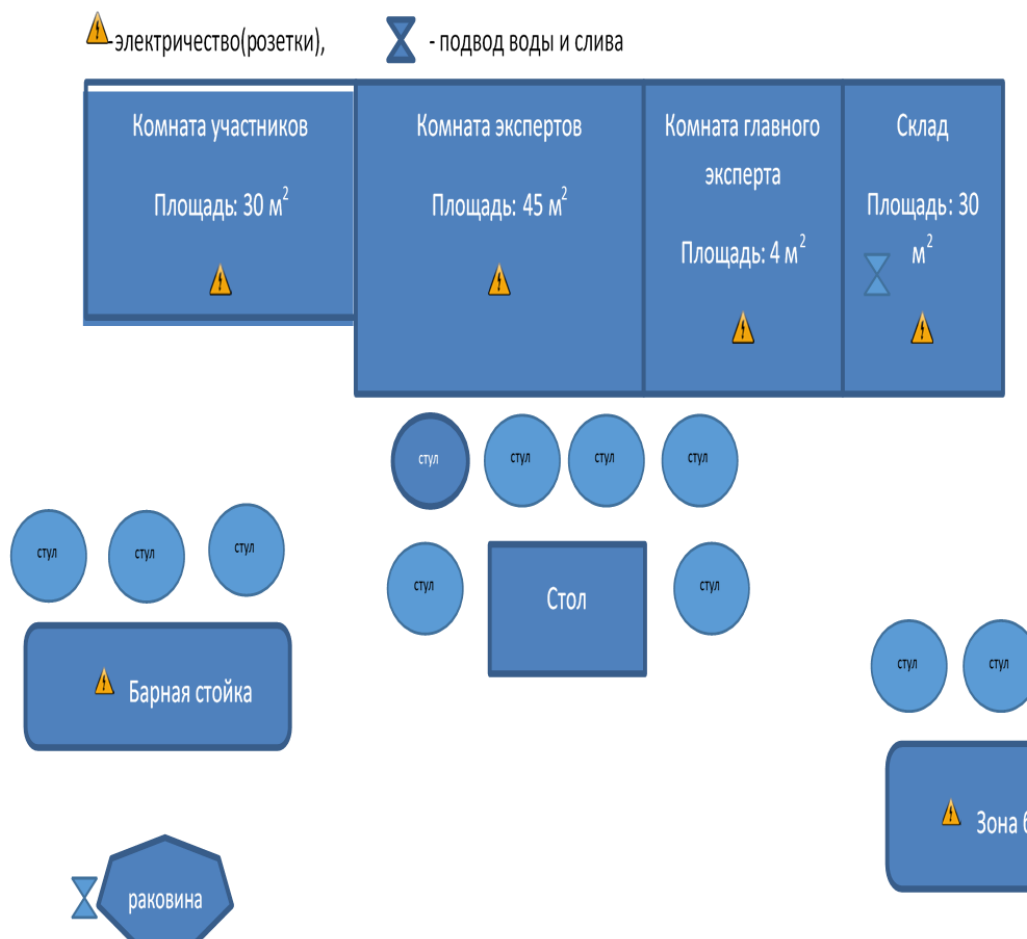 -электричество(розетки),
- подвод воды и слива
Комната участников
Площадь: 30 м²
Комната экспертов
Площадь: 45 м²
Комната главного
эксперта
Площадь: 4 м²
Склад
Площадь: 30
м²
стул
стул
стул
стул
стул
стул
стул
стул
стул
Стол
стул
стул
Барная стойка
Зона
раковина